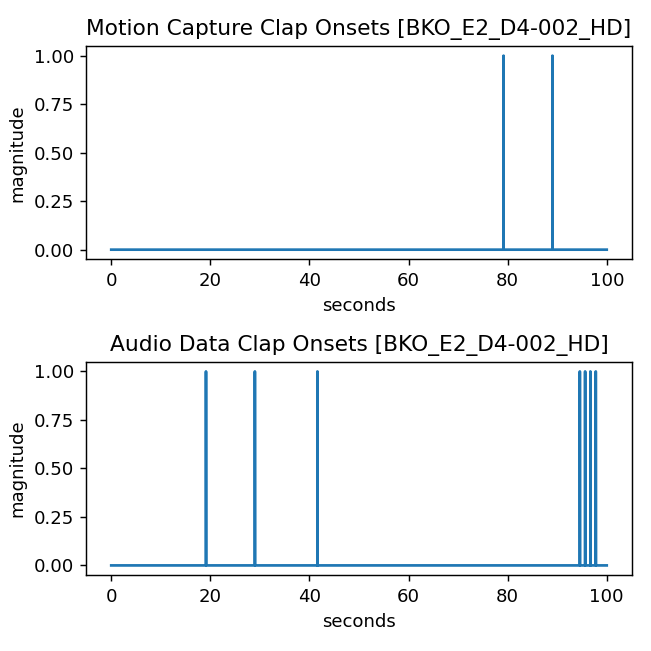 Motion Capture Clap Onsets [BKO_E2_D4-002_HD]
1.00
0.75
0.50
0.25
0.00
magnitude
0 20 40 60 80 100
seconds
Audio Data Clap Onsets [BKO_E2_D4-002_HD]
1.00
0.75
0.50
0.25
0.00
magnitude
0 20 40 60 80 100
seconds